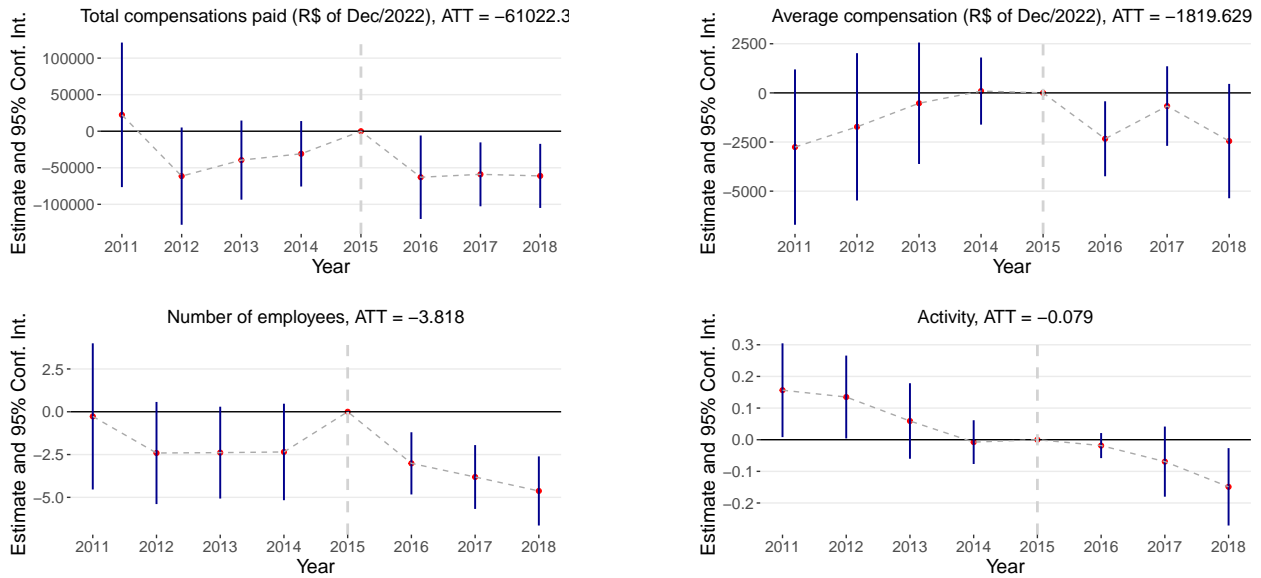 Total compensations paid (R$ of Dec/2022), ATT = −61022.3
Estimate and 95% Conf. Int.
100000
50000
0
−50000
−100000
2011 2012 2013 2014 2015 2016 2017 2018
Year
Average compensation (R$ of Dec/2022), ATT = −1819.629
Estimate and 95% Conf. Int.
2500
0
−2500
−5000
2011 2012 2013 2014 2015 2016 2017 2018
Year
Number of employees, ATT = −3.818
Estimate and 95% Conf. Int.
2.5
0.0
−2.5
−5.0
2011 2012 2013 2014 2015 2016 2017 2018
Year
Activity, ATT = −0.079
Estimate and 95% Conf. Int.
0.3
0.2
0.1
0.0
−0.1
−0.2
2011 2012 2013 2014 2015 2016 2017 2018
Year